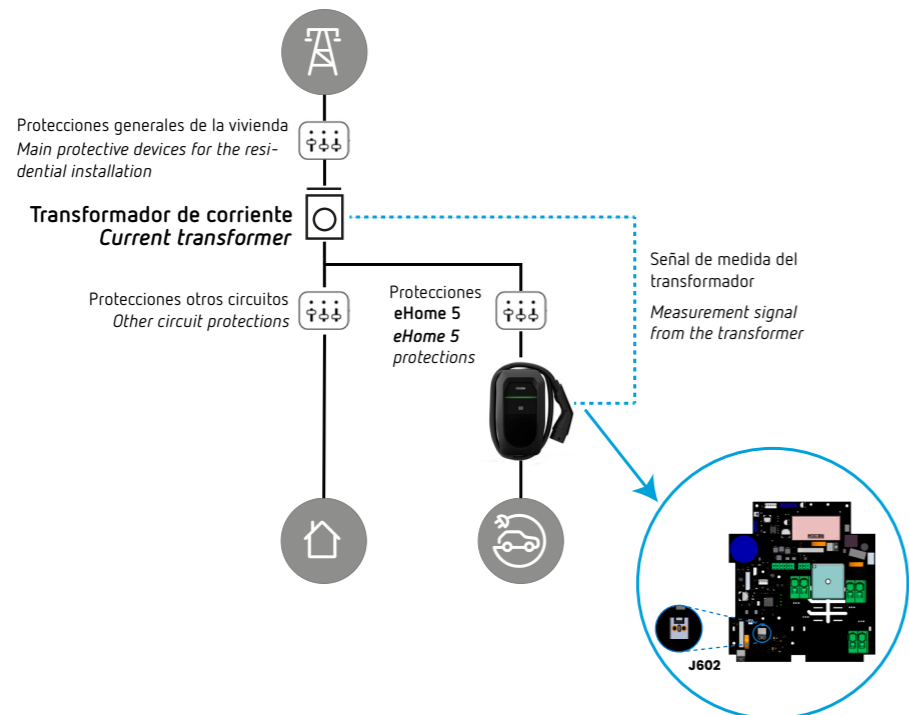 Protecciones generales de la vivienda
Main protective devices for the resi-
dential installation
Transformador de corriente
Current transformer
Señal de medida del
transformador
Measurement signal
from the transformer
Protecciones otros circuitos
Other circuit protections
Protecciones
eHome 5
eHome 5
protections
J602